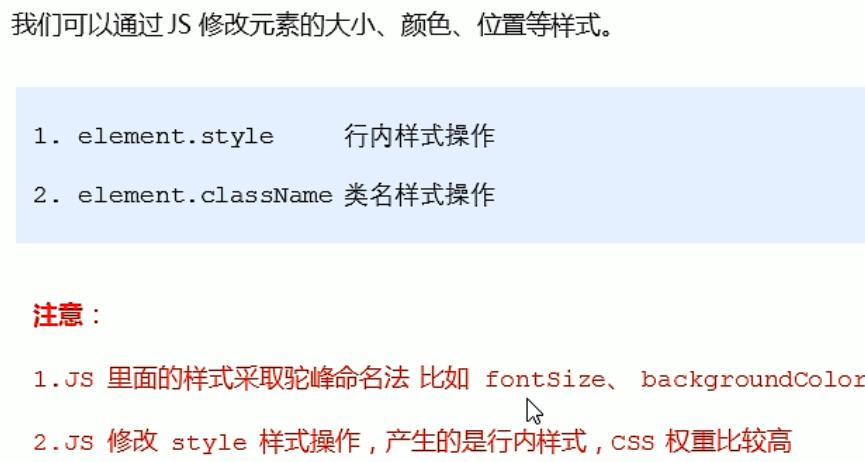 我们可以通过 JS 修改元素的大小、颜色、位置等样式。
1. element.style 行内样式操作
2. element.className 类名样式操作
注意：
1.JS 里面的样式采取驼峰命名法 比如 fontSize、 backgroundColor
2.JS 修改 style 样式操作，产生的是行内样式，CSS 权重比较高